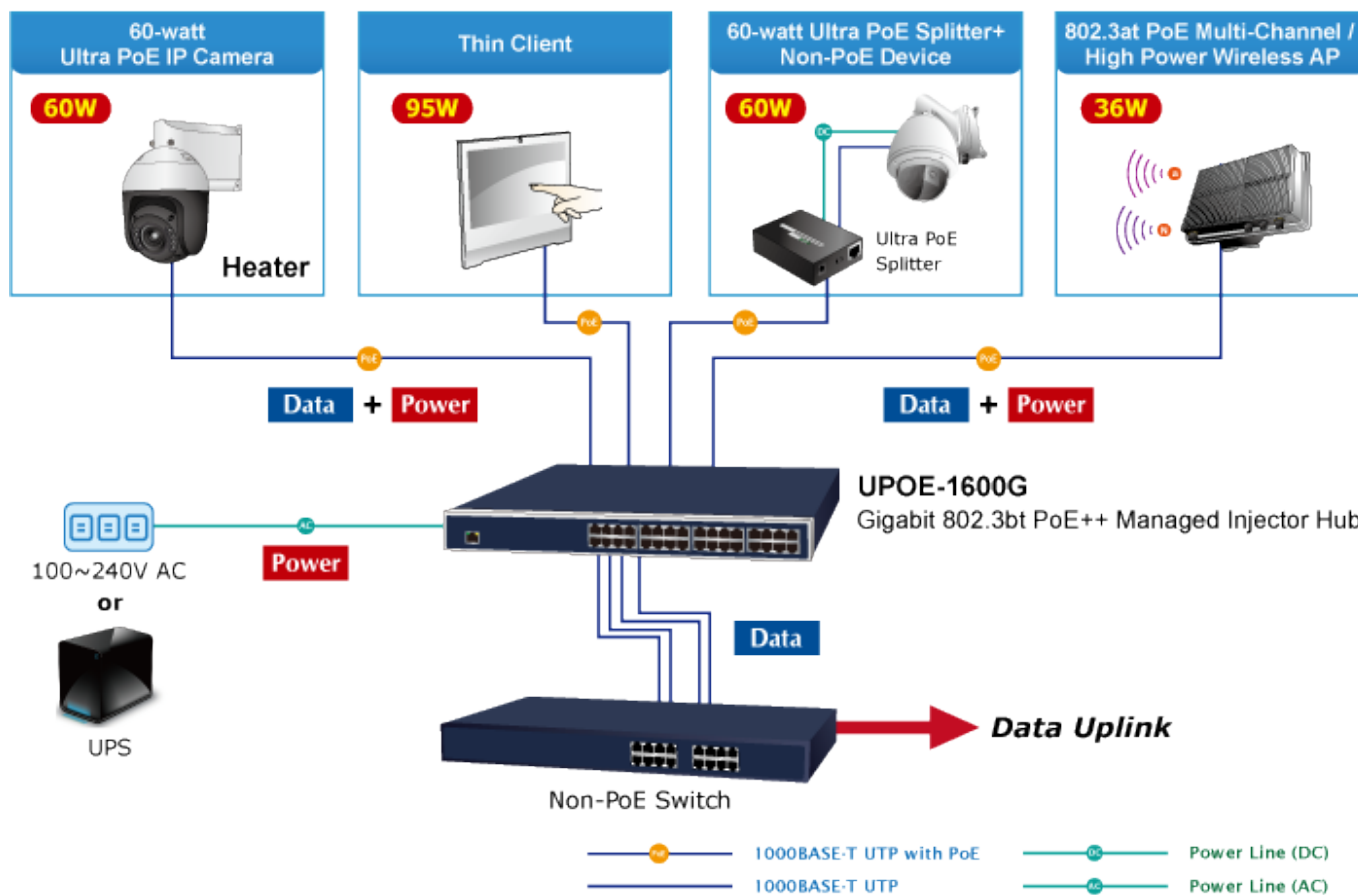 60-watt
Ultra PoE IP Camera
60W
Heater
Thin Client
95W
60-watt Ultra PoE Splitter+
Non-PoE Device
60W
DC
Ultra PoE
Splitter
802.3at PoE Multi-Channel /
High Power Wireless AP
36W
N
PoE
PoE
PoE
PoE
Data + Power
Data + Power
UPOE-1600G
Gigabit 802.3bt PoE++ Managed Injector Hub
AC
100~240V AC
Power
or
UPS
Data
Data Uplink
Non-PoE Switch
PoE 1000BASE-T UTP with PoE
DC Power Line (DC)
1000BASE-T UTP
AC Power Line (AC)